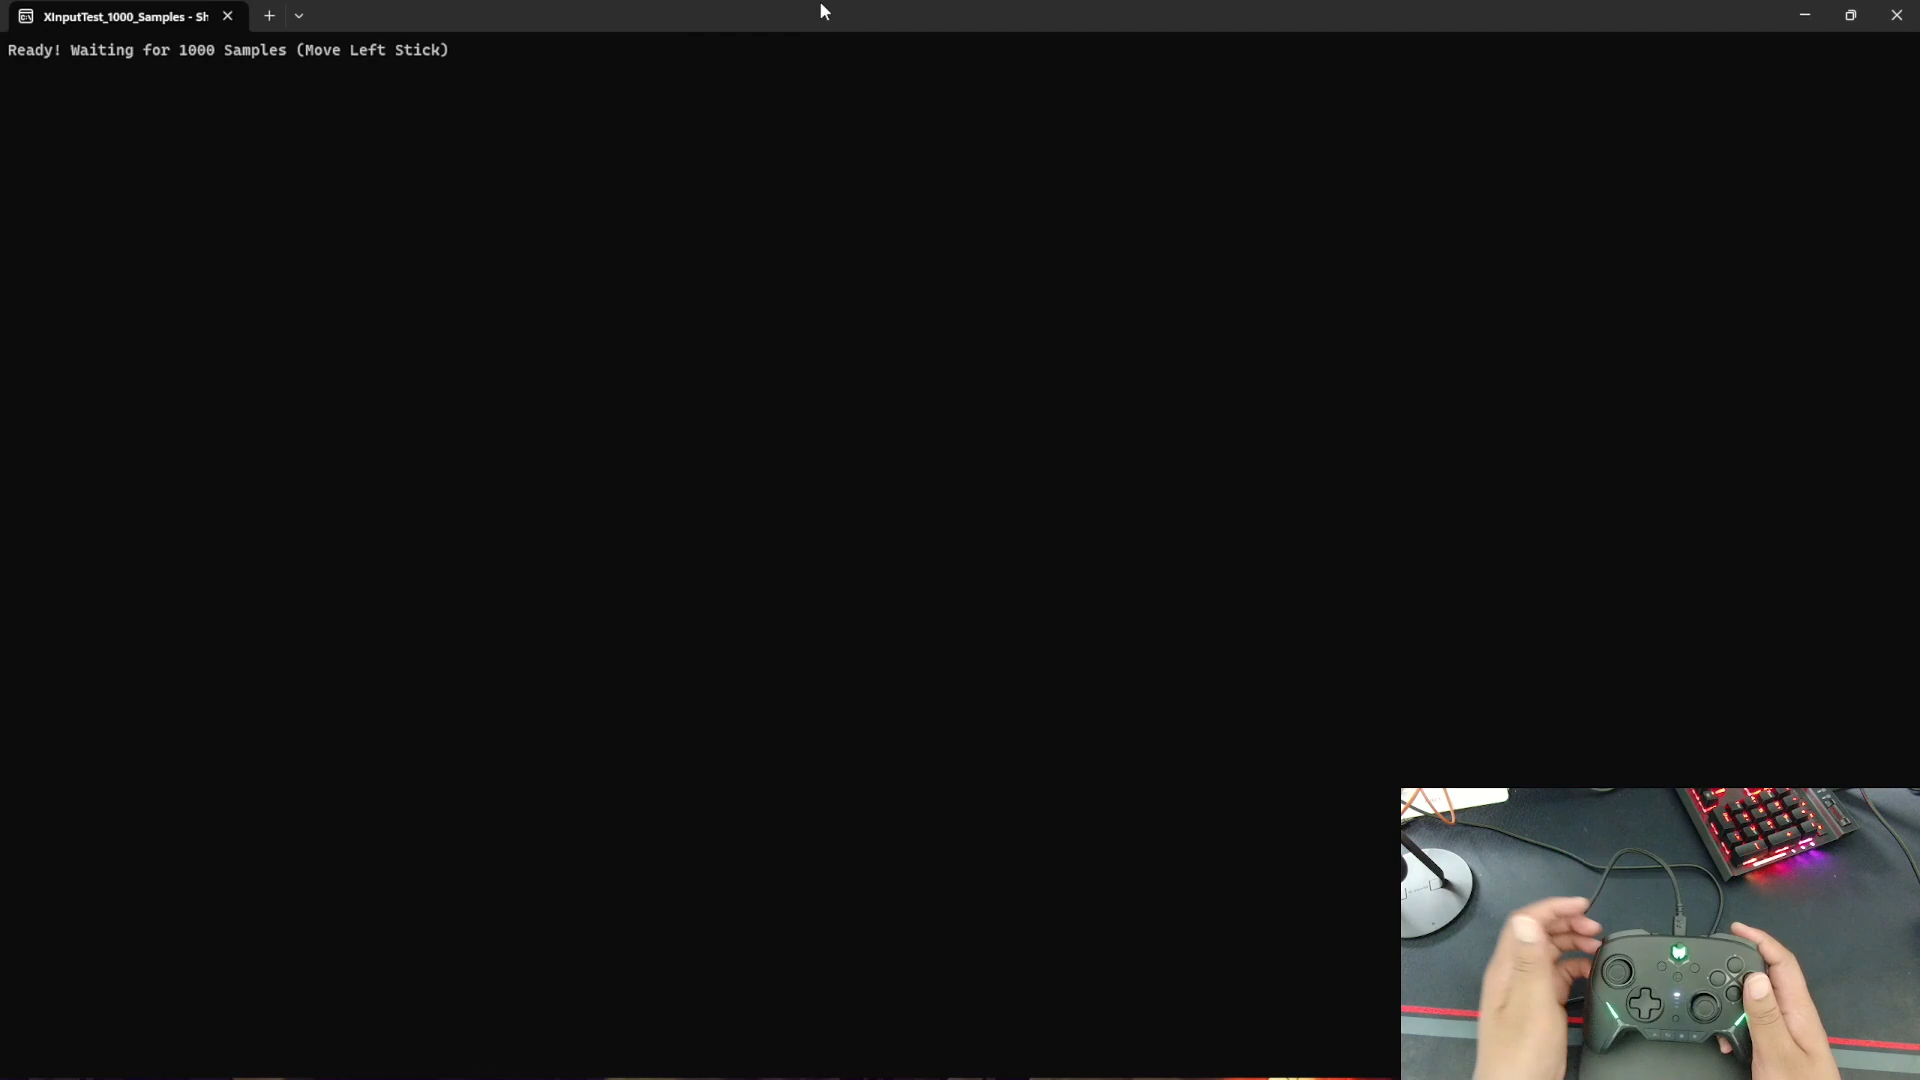 XInputTest_1000_Samples - Sh
Ready! Waiting for 1000 Samples (Move Left Stick)